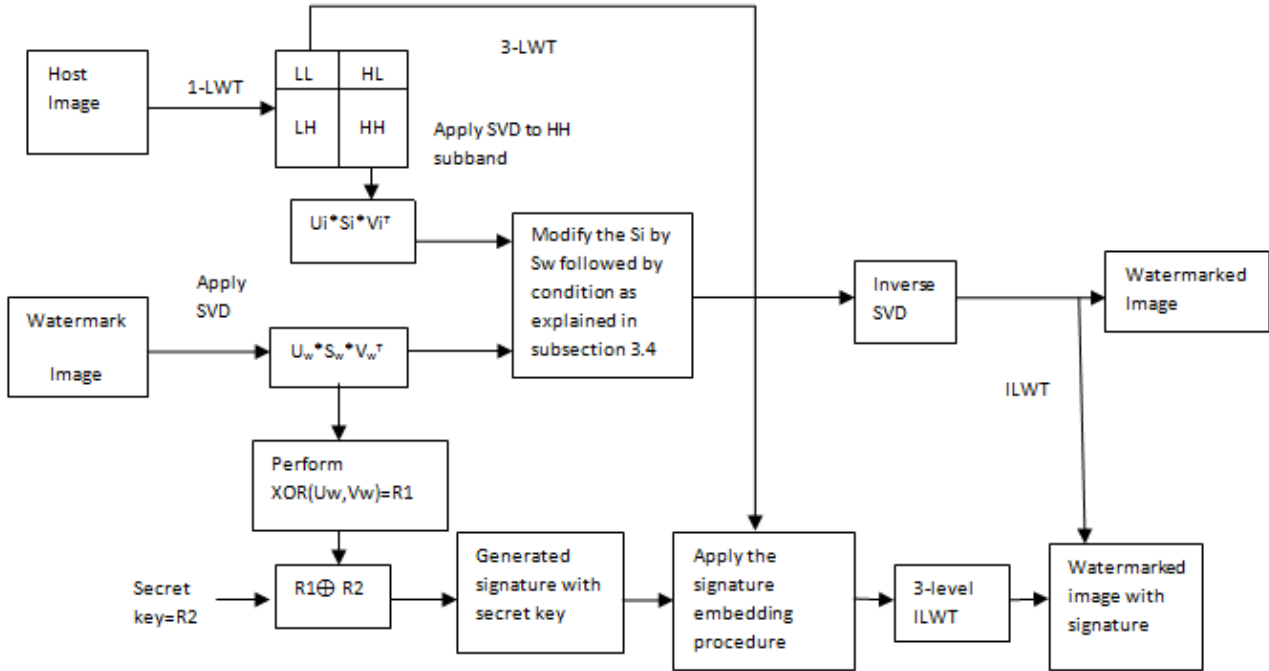 3-LWT
Host
Image
1-LWT
LL
HL
LH
HH
Apply SVD to HH
subband
Ui*Si*Viᵀ
Modify the Si by
Sw followed by
condition as
explained in
subsection 3.4
Inverse
SVD
Watermarked
Image
Apply
SVD
Watermark
Image
Uw*Sw*Vwᵀ
ILWT
Perform
XOR(Uw,Vw)=R1
Secret
key=R2
R1⊕ R2
Generated
signature with
secret key
Apply the
signature
embedding
procedure
3-level
ILWT
Watermarked
image with
signature